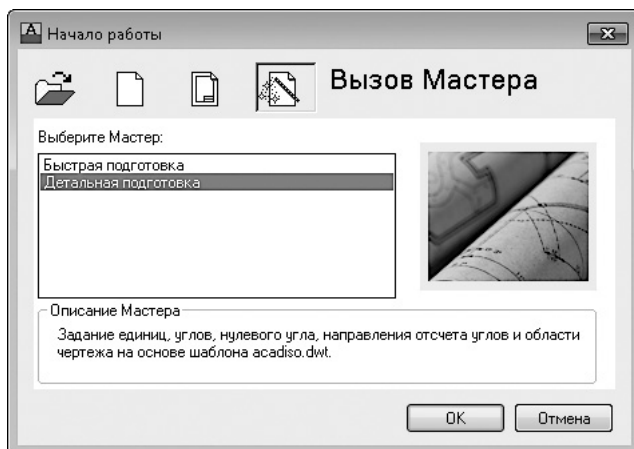 Начало работы
Вызов Мастера
Выберите Мастер:
Быстрая подготовка
Детальная подготовка
Описание Мастера
Задание единиц, углов, нулевого угла, направления отсчета углов и области
чертежа на основе шаблона acadiso.dwt.
OK
Отмена